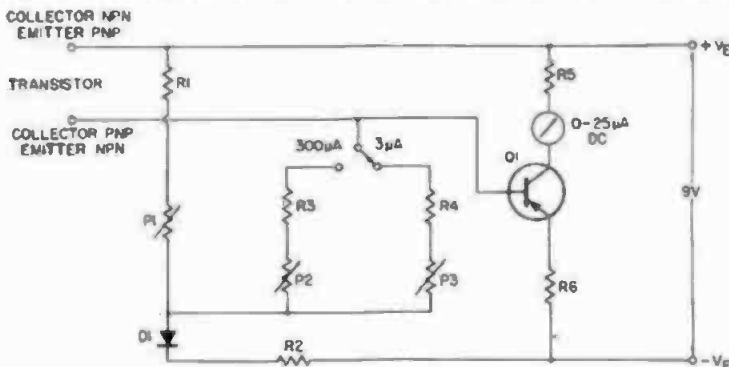 COLLECTOR NPN
EMITTER PNP
+ VE
R1
R5
TRANSISTOR
0-25µA
DC
COLLECTOR PNP
EMITTER NPN
300µA
3µA
Q1
9V
P1
R3
R4
P2
P3
R6
D1
R2
- VE